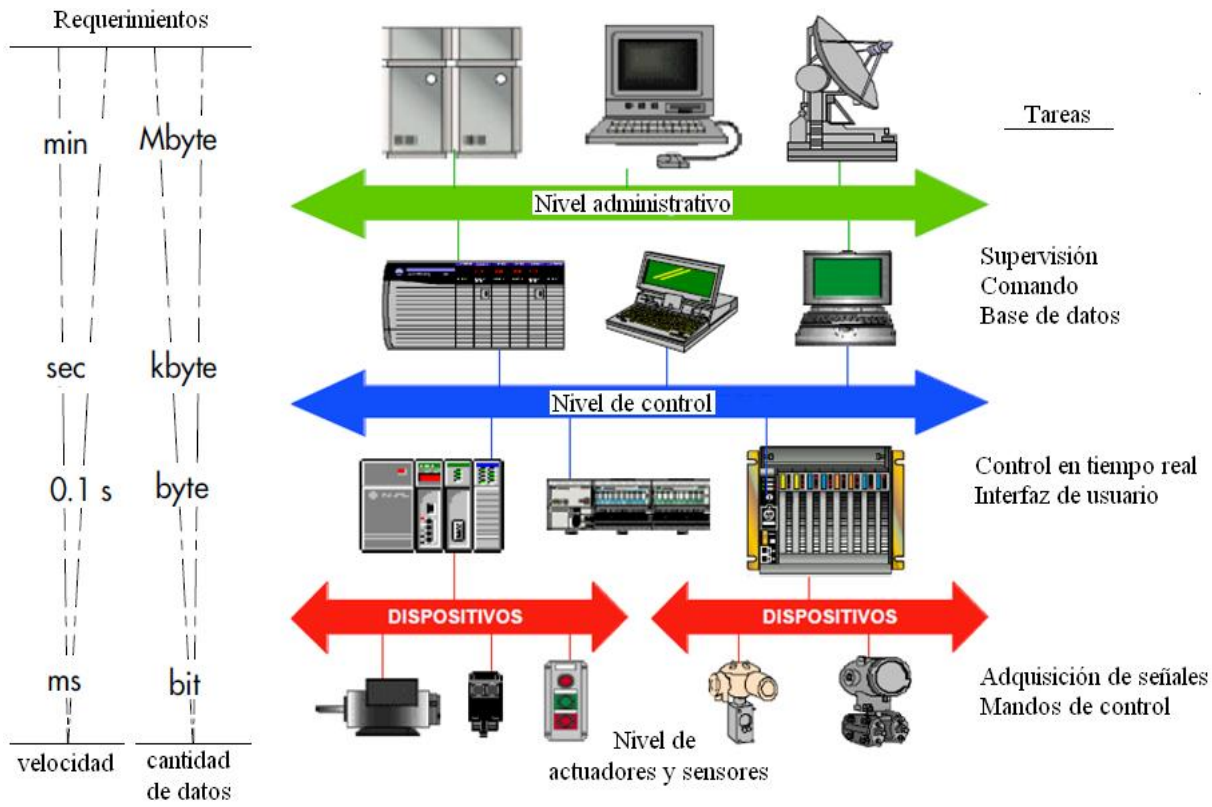 Requerimientos
min Mbyte
sec kbyte
0.1 s byte
ms bit
velocidad cantidad
de datos
Tareas
Nivel administrativo
Supervisión
Comando
Base de datos
Nivel de control
Control en tiempo real
Interfaz de usuario
DISPOSITIVOS DISPOSITIVOS
Adquisición de señales
Mandos de control
Nivel de
actuadores y sensores